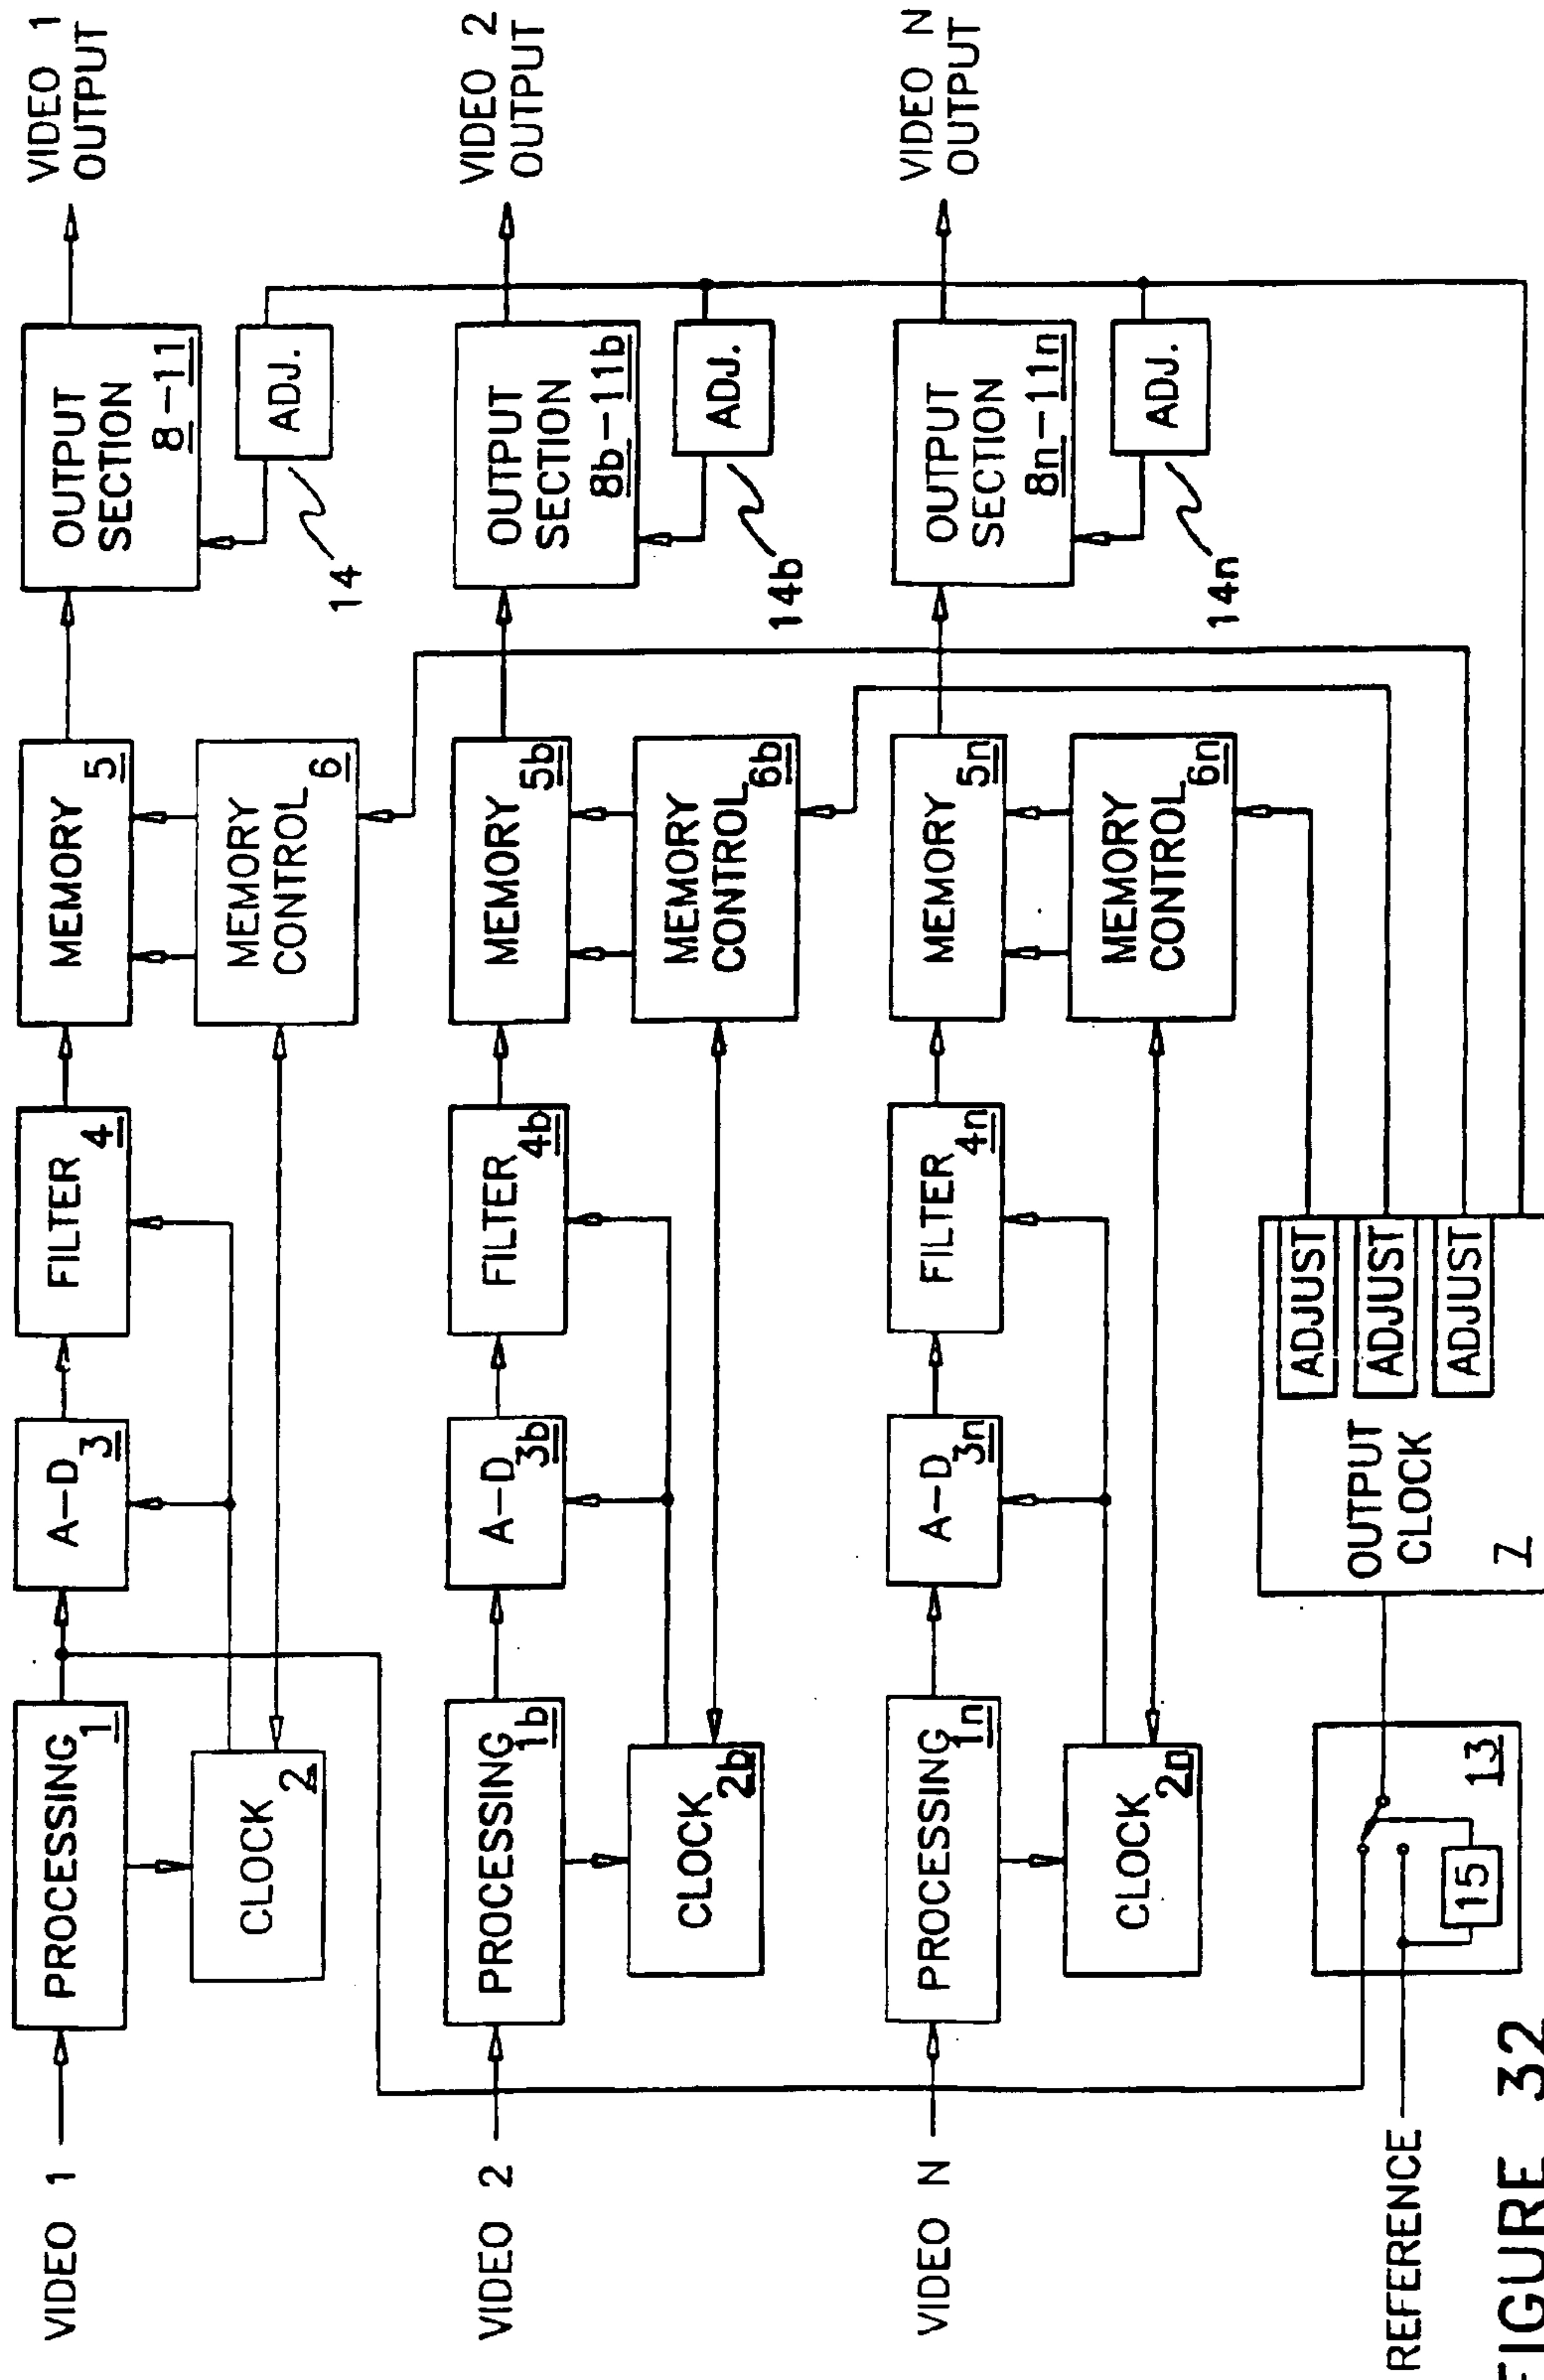 VIDEO 1
PROCESSING
1
CLOCK
2
A-D
3
FILTER
4
MEMORY
5
MEMORY
CONTROL
6
OUTPUT
SECTION
8-11
ADJ.
14
VIDEO 1
OUTPUT
VIDEO 2
PROCESSING
1b
CLOCK
2b
A-D
3b
FILTER
4b
MEMORY
5b
MEMORY
CONTROL
6b
OUTPUT
SECTION
8b-11b
ADJ.
14b
VIDEO 2
OUTPUT
VIDEO N
PROCESSING
1n
CLOCK
2n
A-D
3n
FILTER
4n
MEMORY
5n
MEMORY
CONTROL
6n
OUTPUT
SECTION
8n-11n
ADJ.
14n
VIDEO N
OUTPUT
REFERENCE
15
13
OUTPUT
CLOCK
7
ADJUST
ADJUST
ADJUST
FIGURE 32